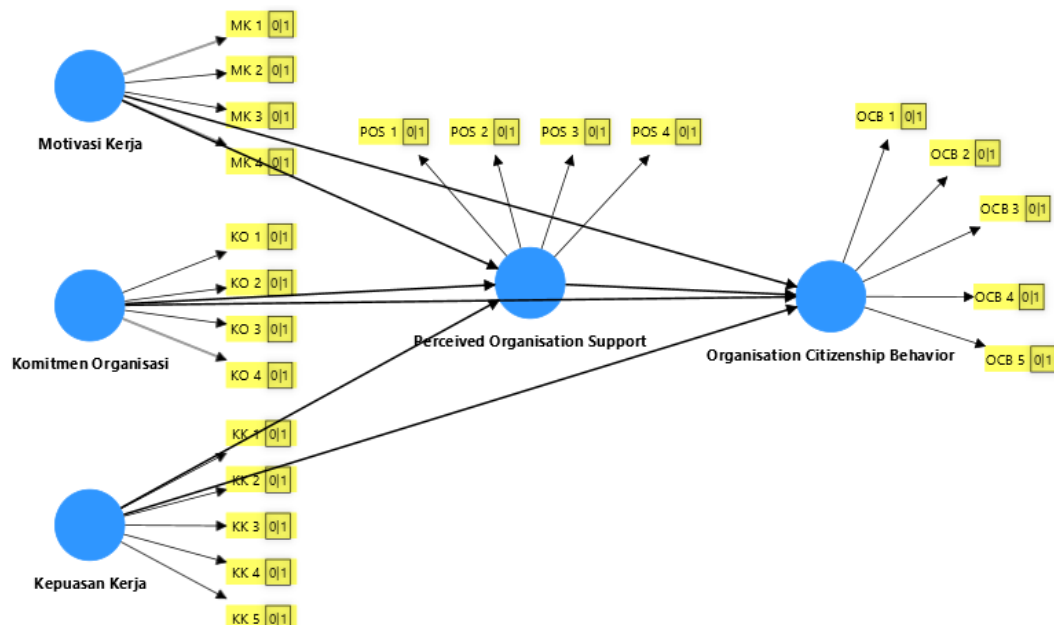 MK 1 0|1
MK 2 0|1
MK 3 0|1
MK 4 0|1
Motivasi Kerja
POS 1 0|1
POS 2 0|1
POS 3 0|1
POS 4 0|1
OCB 1 0|1
OCB 2 0|1
OCB 3 0|1
OCB 4 0|1
OCB 5 0|1
KO 1 0|1
KO 2 0|1
KO 3 0|1
KO 4 0|1
Komitmen Organisasi
Perceived Organisation Support
Organisation Citizenship Behavior
KK 1 0|1
KK 2 0|1
KK 3 0|1
KK 4 0|1
KK 5 0|1
Kepuasan Kerja